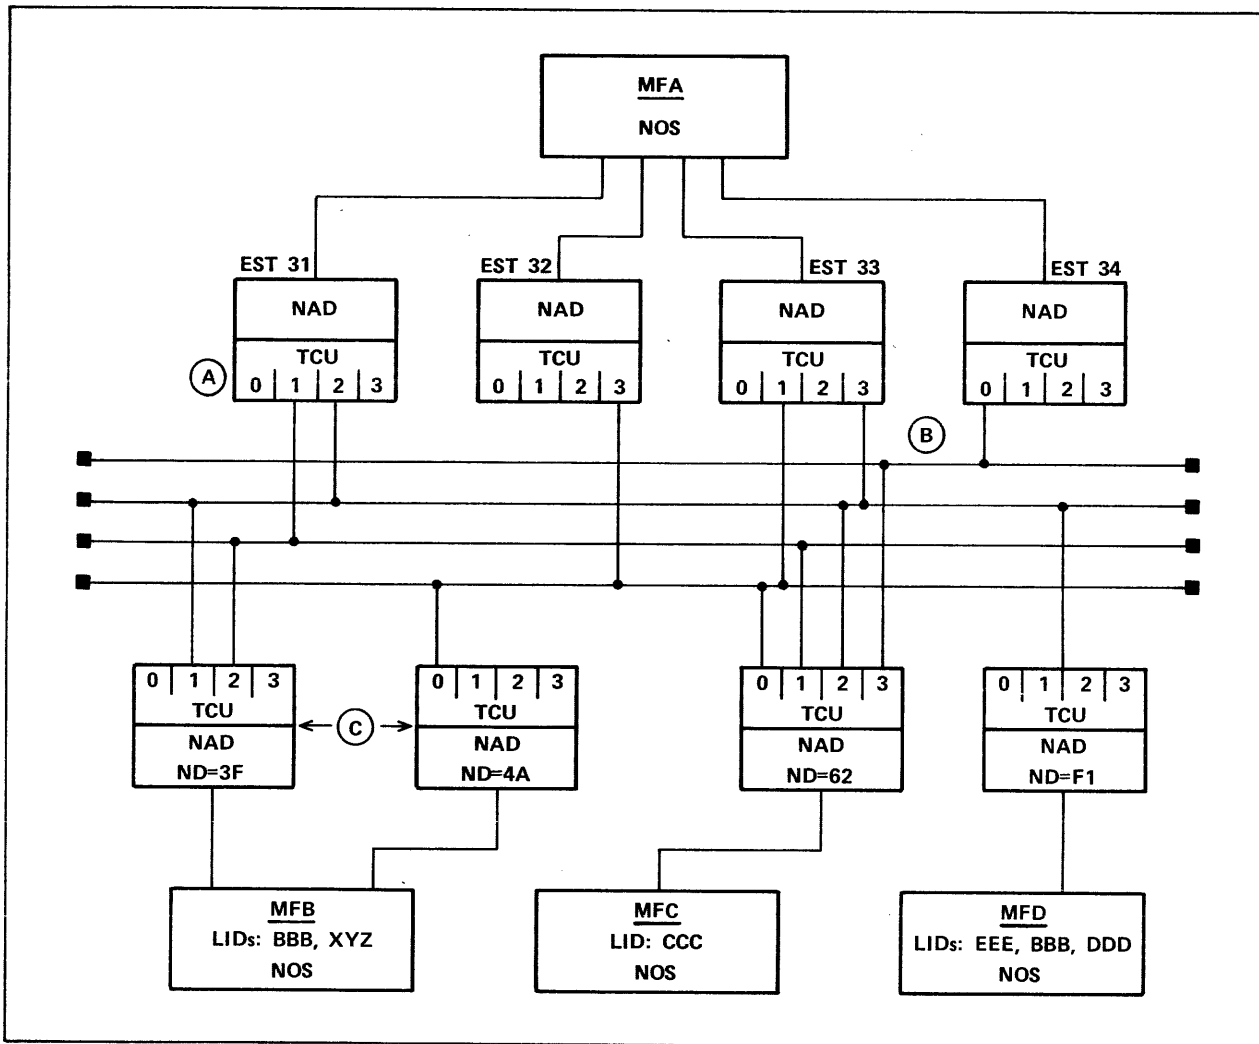 MFA
NOS
EST 31
EST 32
EST 33
EST 34
NAD
NAD
NAD
NAD
TCU
TCU
TCU
TCU
A
0 1 2 3
0 1 2 3
0 1 2 3
0 1 2 3
B
0 1 2 3
0 1 2 3
0 1 2 3
0 1 2 3
TCU
C
TCU
TCU
TCU
NAD
NAD
NAD
NAD
ND=3F
ND=4A
ND=62
ND=F1
MFB
LIDs: BBB, XYZ
NOS
MFC
LID: CCC
NOS
MFD
LIDs: EEE, BBB, DDD
NOS